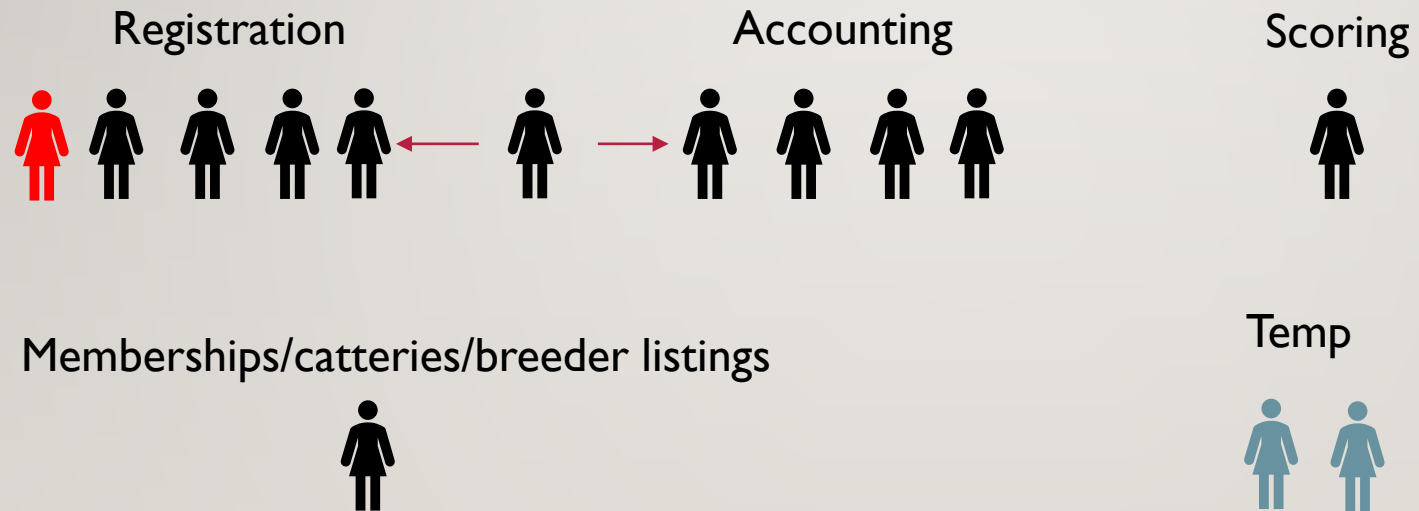 Registration
Accounting
Scoring
Memberships/catteries/breeder listings
Temp